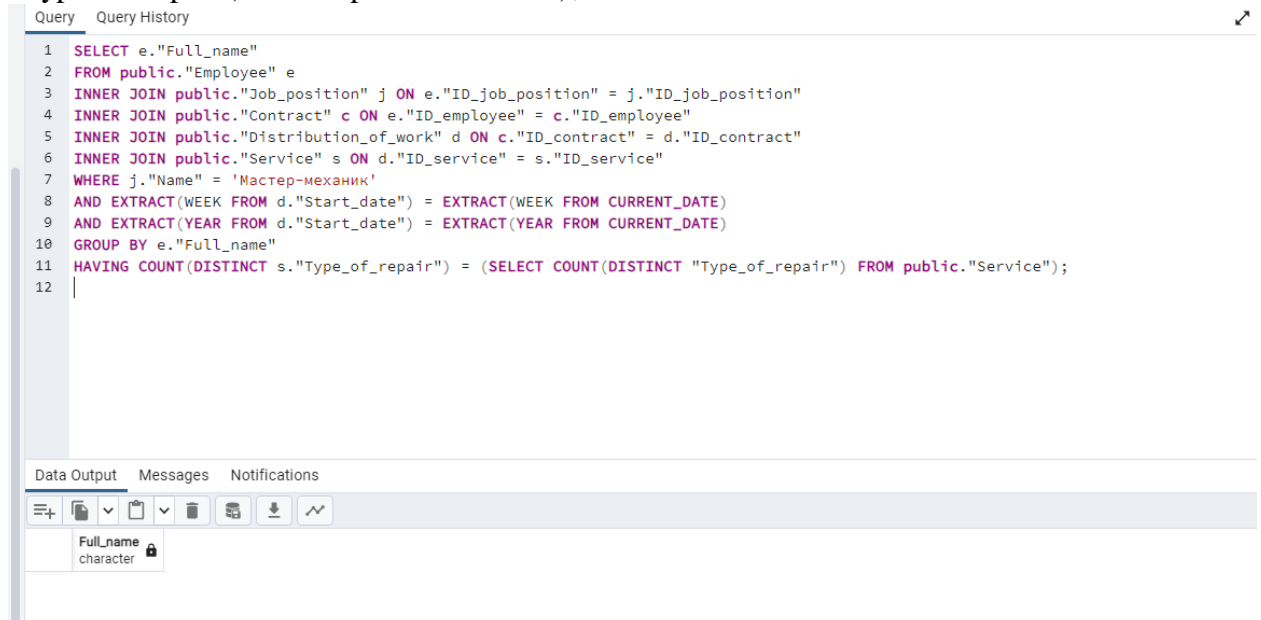 Query Query History
1 SELECT e."Full_name"
2 FROM public."Employee" e
3 INNER JOIN public."Job_position" j ON e."ID_job_position" = j."ID_job_position"
4 INNER JOIN public."Contract" c ON e."ID_employee" = c."ID_employee"
5 INNER JOIN public."Distribution_of_work" d ON c."ID_contract" = d."ID_contract"
6 INNER JOIN public."Service" s ON d."ID_service" = s."ID_service"
7 WHERE j."Name" = 'Мастер-механик'
8 AND EXTRACT(WEEK FROM d."Start_date") = EXTRACT(WEEK FROM CURRENT_DATE)
9 AND EXTRACT(YEAR FROM d."Start_date") = EXTRACT(YEAR FROM CURRENT_DATE)
10 GROUP BY e."Full_name"
11 HAVING COUNT(DISTINCT s."Type_of_repair") = (SELECT COUNT(DISTINCT "Type_of_repair") FROM public."Service");
12
Data Output Messages Notifications
Full_name
character